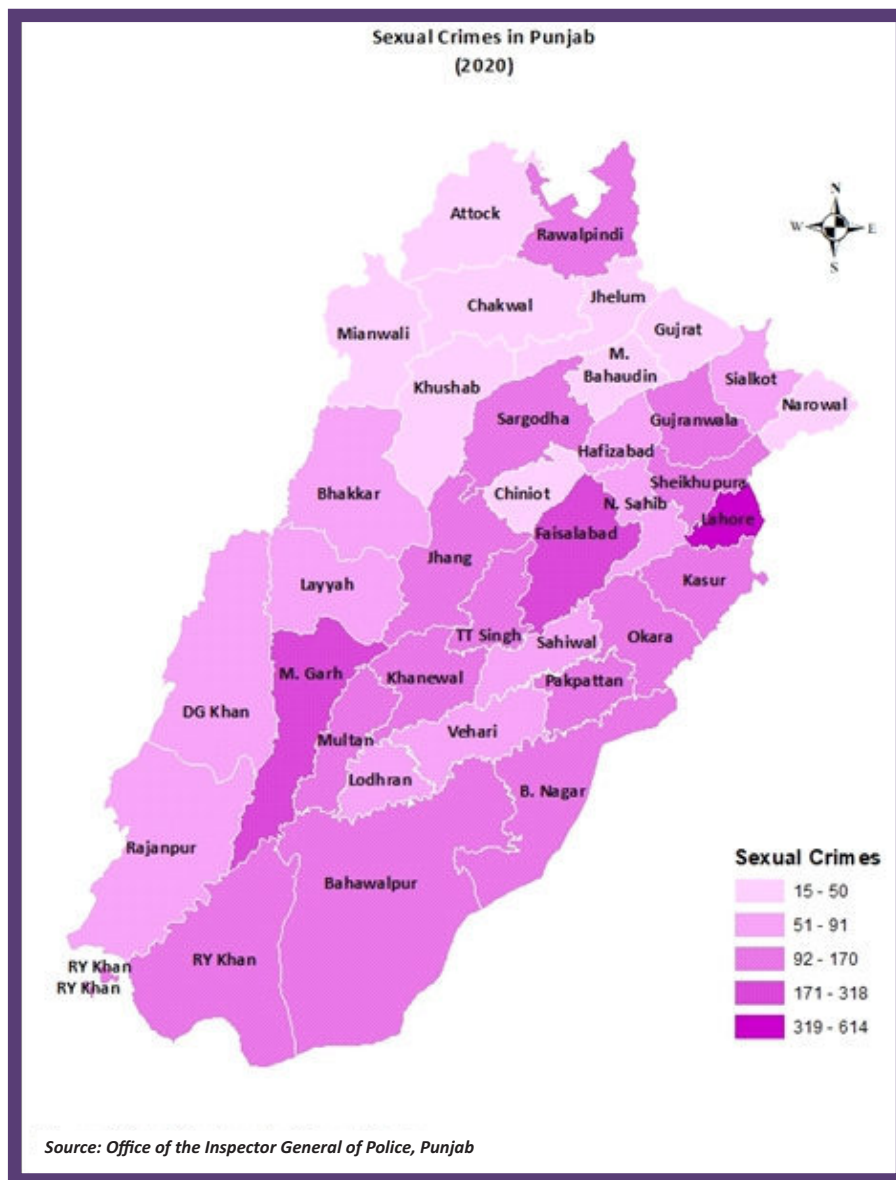 Sexual Crimes in Punjab
(2020)
N
W
E
S
Attock
Rawalpindi
Chakwal
Jhelum
Mianwali
Gujrat
M.
Bahaudin
Khushab
Sialkot
Narowal
Sargodha
Gujranwala
Hafizabad
Sheikhupura
Bhakkar
Chiniot
N. Sahib
Lahore
Faisalabad
Jhang
Kasur
Layyah
TT Singh
Sahiwal
Okara
M. Garh
Khanewal
Pakpattan
DG Khan
Multan
Vehari
Lodhran
B. Nagar
Rajanpur
Bahawalpur
RY Khan
RY Khan
RY Khan
Sexual Crimes
15 - 50
51 - 91
92 - 170
171 - 318
319 - 614
Source: Office of the Inspector General of Police, Punjab